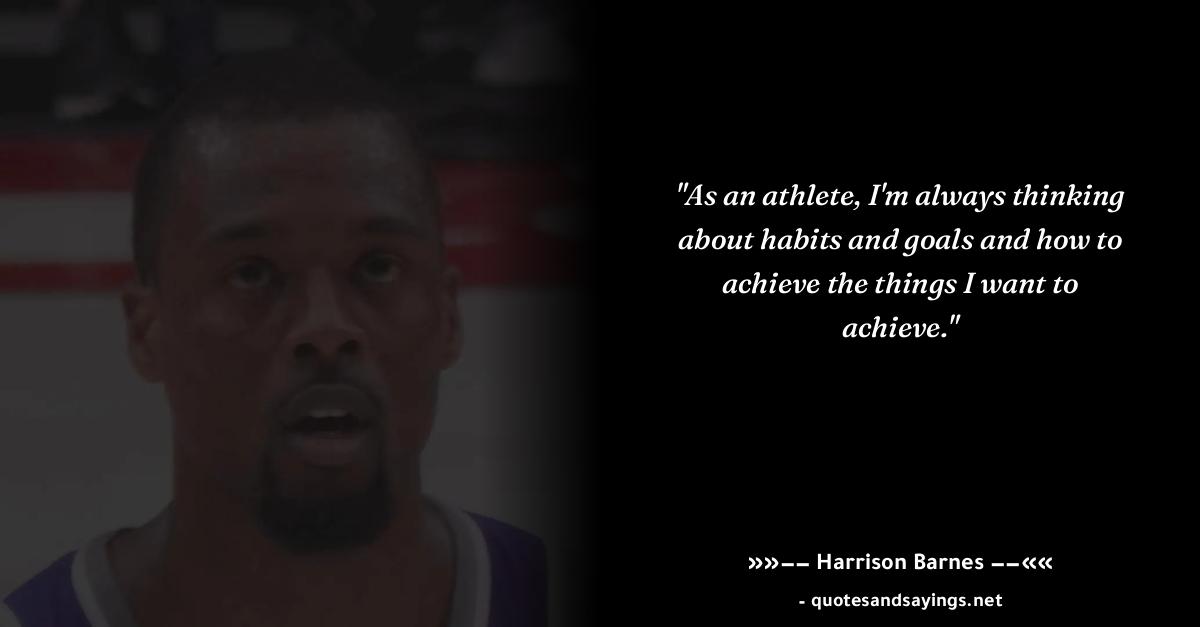 "As an athlete, I'm always thinking
about habits and goals and how to
achieve the things I want to
achieve."
»»−− Harrison Barnes −−««
- quotesandsayings.net